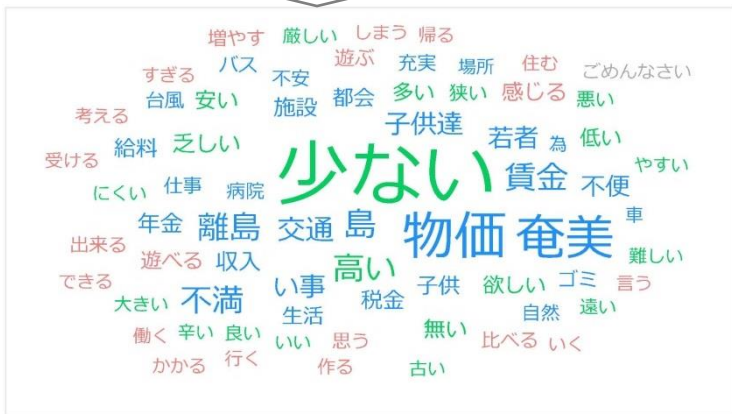 増やす 厳しい しまう 帰る
すぎる バス 不安 遊ぶ 充実 場所 住む ごめんなさい
考える 台風 安い 施設 都会 多い 狭い 感じる 悪い
受ける 給料 乏しい 少ない 子供達 若者 為 低い やすい
にくい 仕事 病院 賃金 不便
年金 離島 交通 島 物価 奄美 車
出来る 遊べる 収入 高い 難しい
できる 大きい 不満 い事 税金 子供 欲しい ゴミ 言う
生活 自然 遠い
働く 辛い 良い いい 思う 無い 比べる いく
かかる 行く 作る 古い